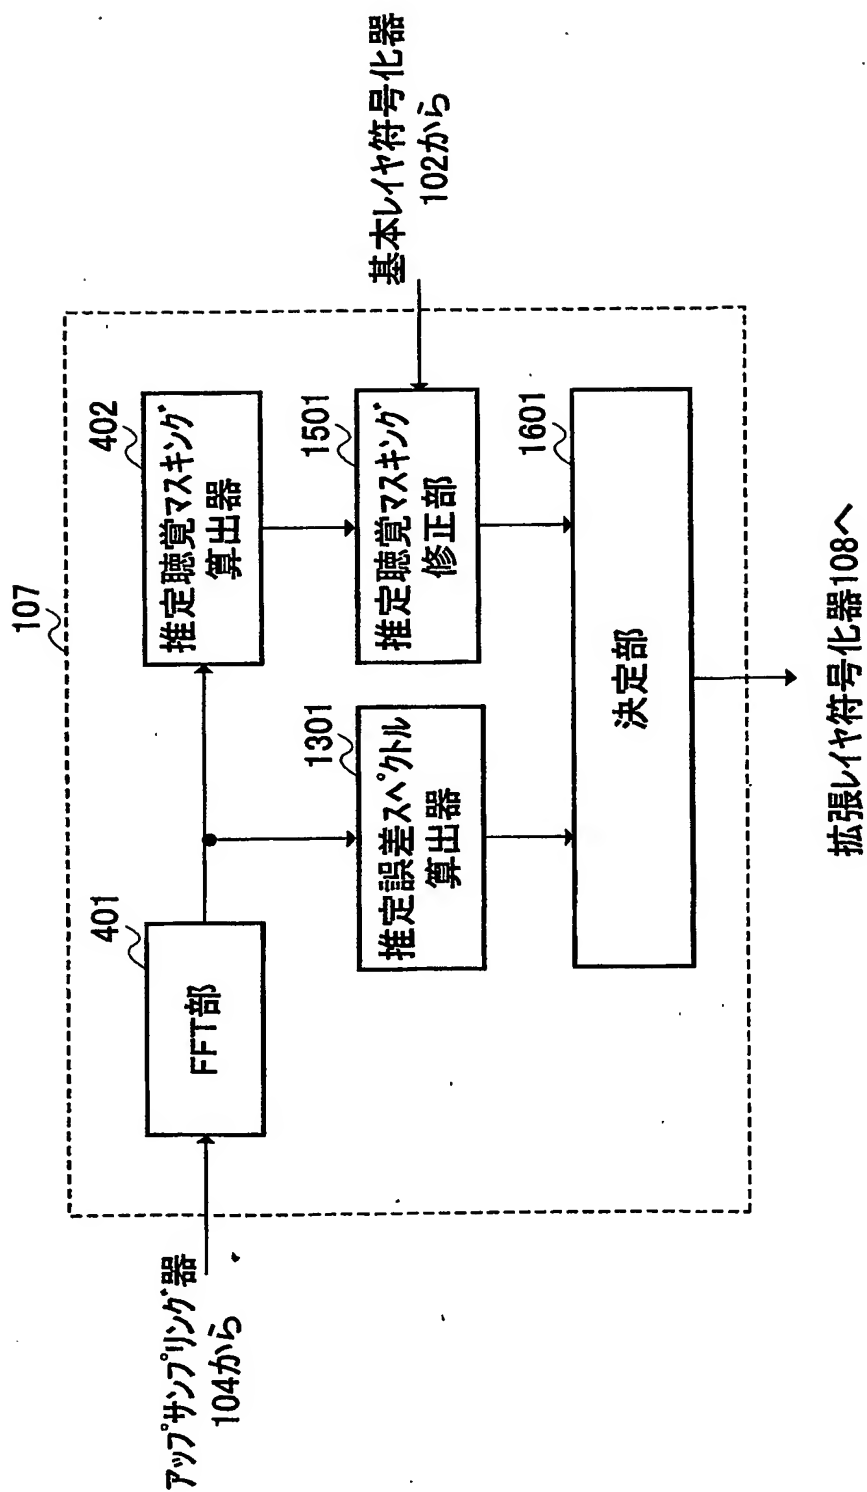 107
アップサンプリング器
104から
401
FFT部
402
推定聴覚マスキング
算出器
1301
推定誤差スペクトル
算出器
1501
推定聴覚マスキング
修正部
基本レイヤ符号化器
102から
1601
決定部
拡張レイヤ符号化器108へ